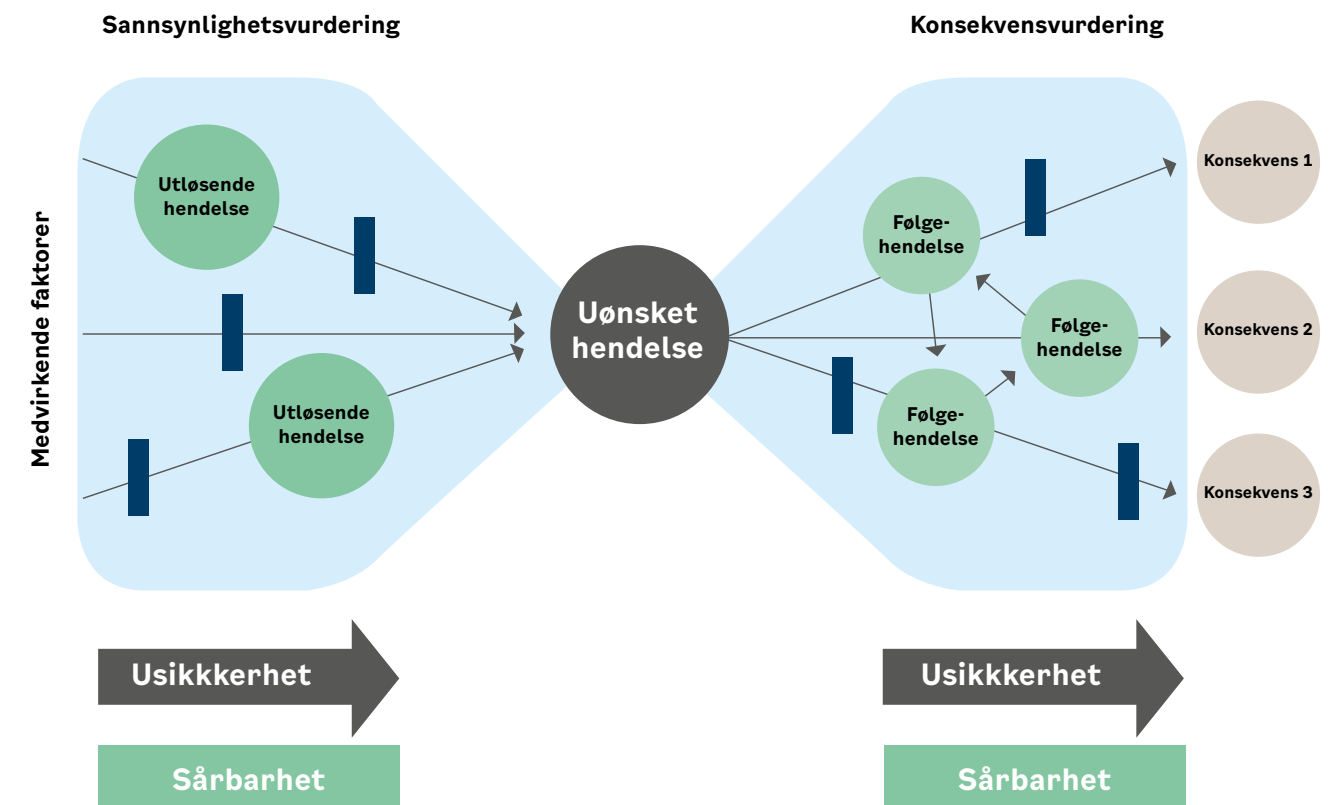 Sannsynlighetsvurdering
Konsekvensvurdering
Medvirkende faktorer
Utløsende
hendelse
Utløsende
hendelse
Uønsket
hendelse
Følge-
hendelse
Følge-
hendelse
Følge-
hendelse
Konsekvens 1
Konsekvens 2
Konsekvens 3
Usikkkerhet
Usikkkerhet
Sårbarhet
Sårbarhet